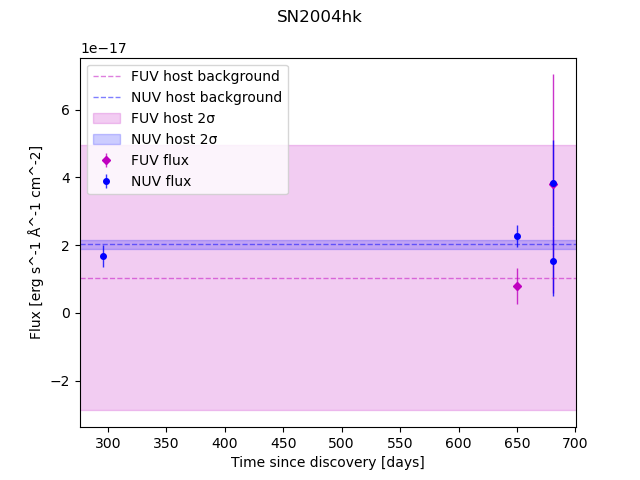 SN2004hk
1e−17
FUV host background
NUV host background
FUV host 2σ
NUV host 2σ
FUV flux
NUV flux
6
4
2
0
−2
Flux [erg s^-1 Å^-1 cm^-2]
300 350 400 450 500 550 600 650 700
Time since discovery [days]